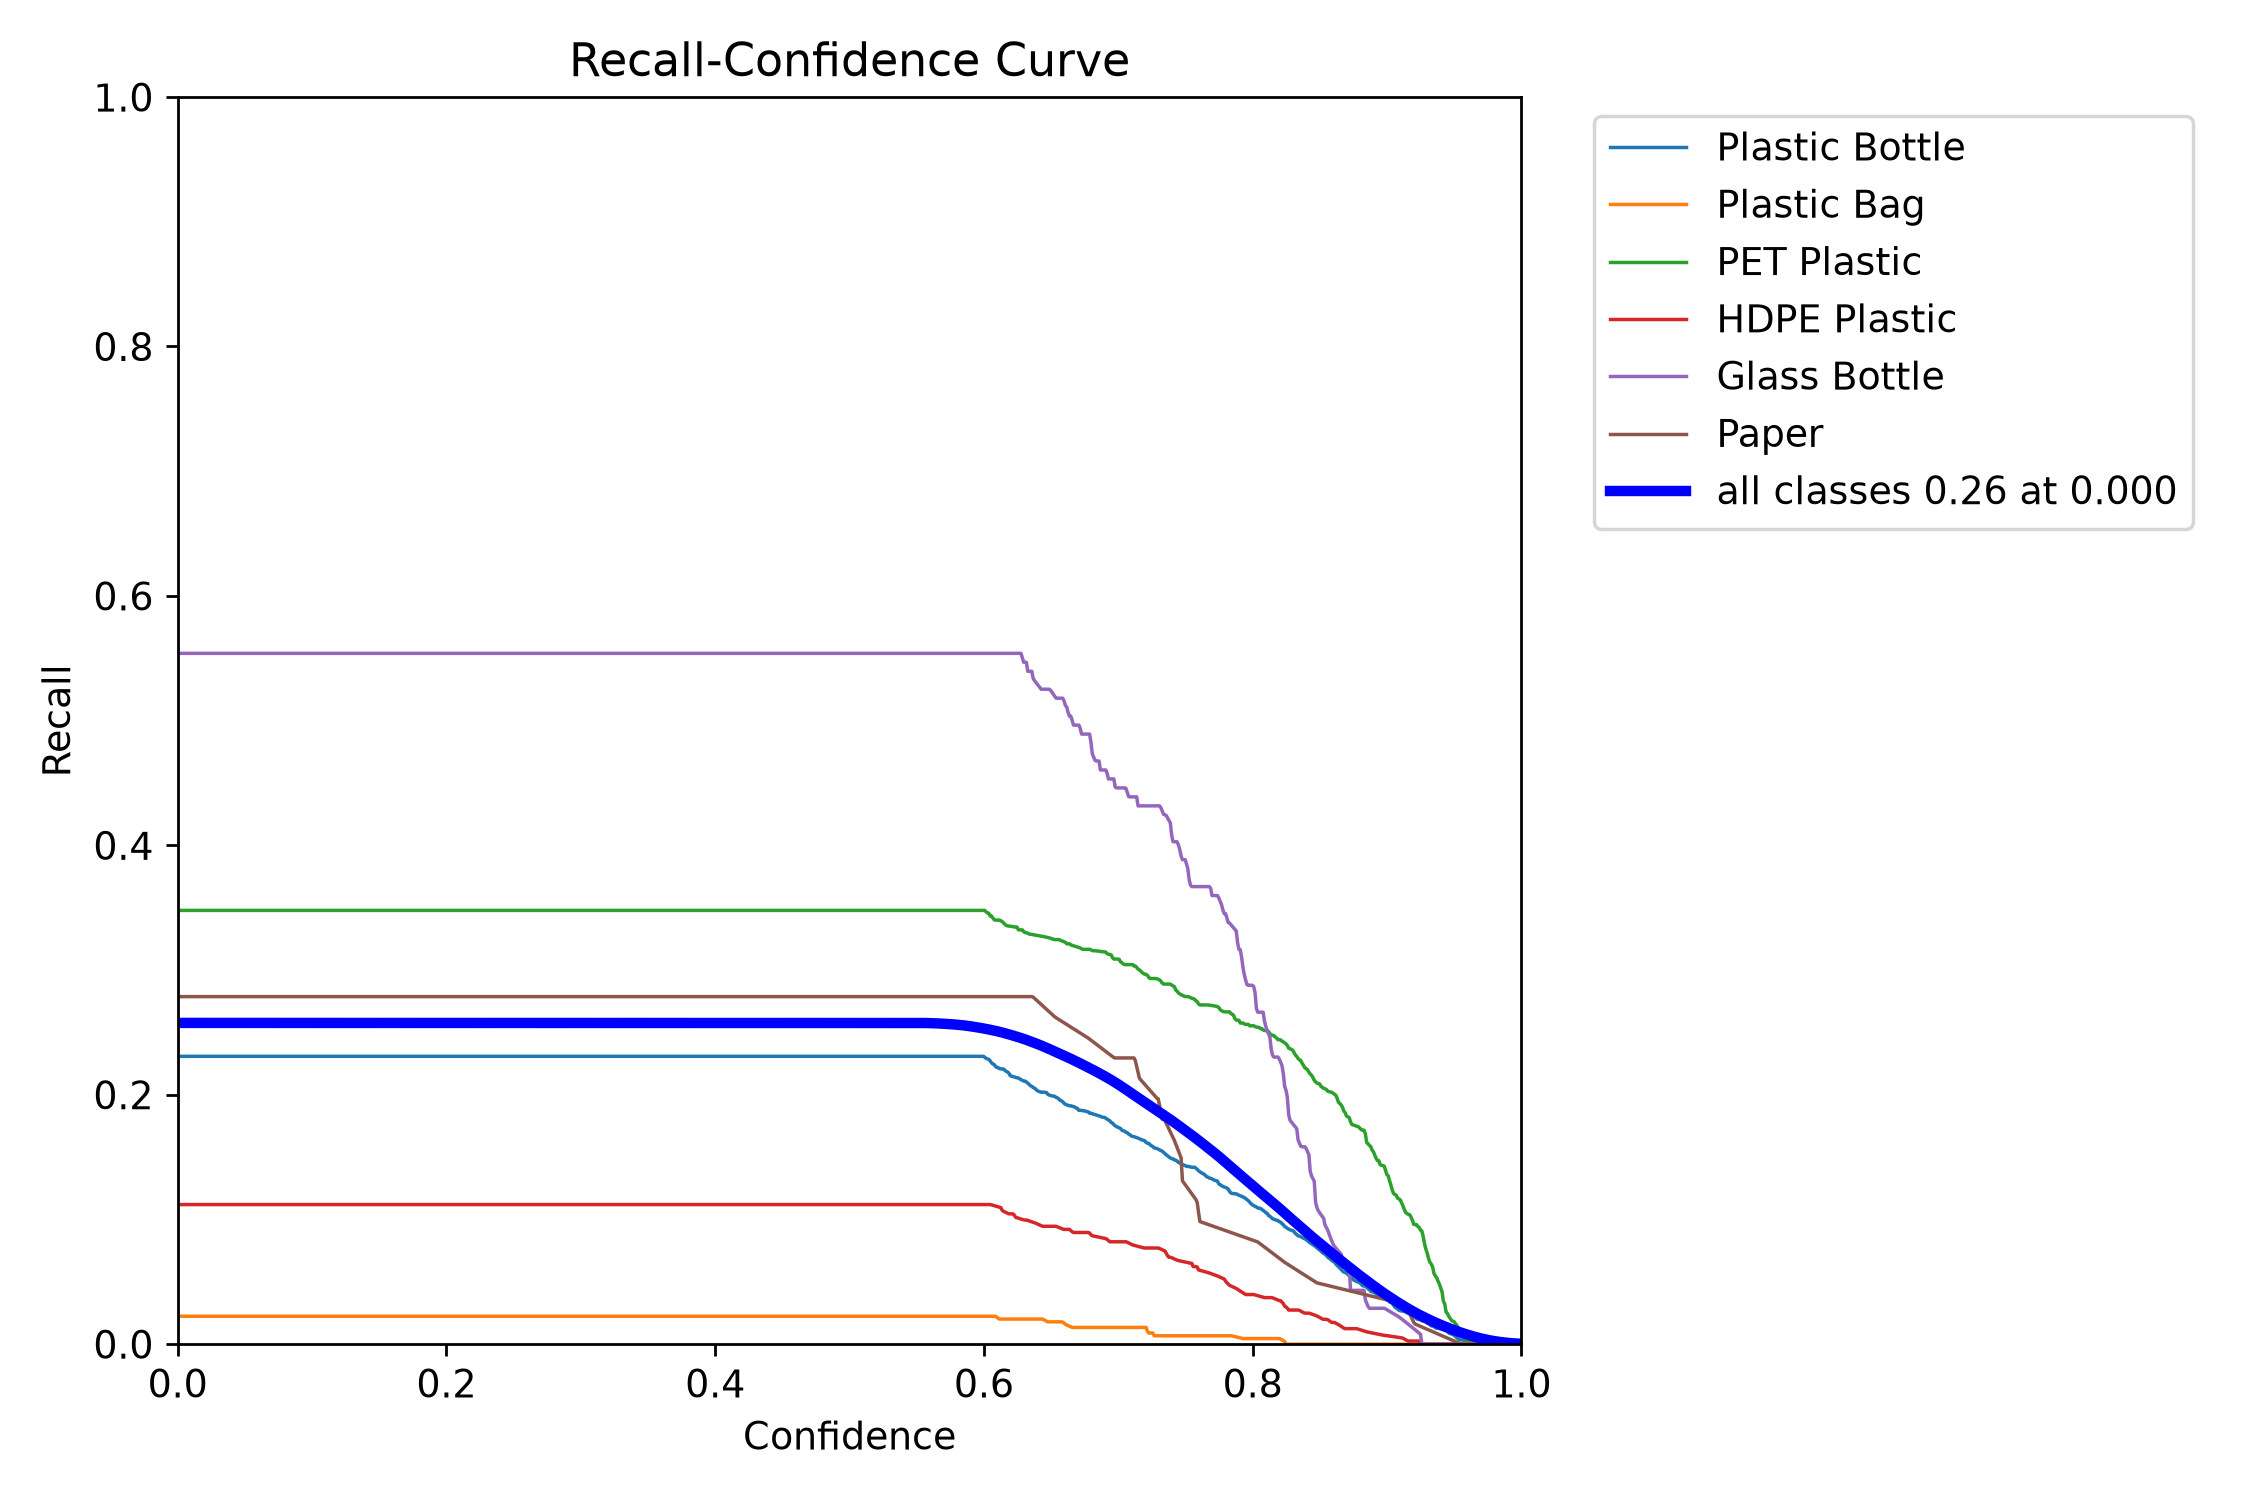 Recall-Confidence Curve
1.0
0.8
0.6
0.4
0.2
0.0
Recall
0.0 0.2 0.4 0.6 0.8 1.0
Confidence
Plastic Bottle
Plastic Bag
PET Plastic
HDPE Plastic
Glass Bottle
Paper
all classes 0.26 at 0.000